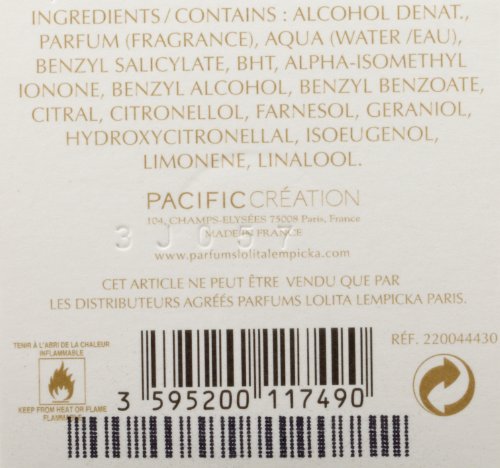 INGREDIENTS/CONTAINS : ALCOHOL DENAT.,
PARFUM (FRAGRANCE), AQUA (WATER /EAU),
BENZYL SALICYLATE, BHT, ALPHA-ISOMETHYL
IONONE, BENZYL ALCOHOL, BENZYL BENZOATE,
CITRAL, CITRONELLOL, FARNESOL, GERANIOL,
HYDROXYCITRONELLAL, ISOEUGENOL,
LIMONENE, LINALOOL.
PACIFICCRÉATION
104, CHAMPS-ELYSÉES 75008 Paris, France
3J057
MADE IN FRANCE
www.parfumslolitalempicka.com
CET ARTICLE NE PEUT ÊTRE VENDU QUE PAR
LES DISTRIBUTEURS AGRÉÉS PARFUMS LOLITA LEMPICKA PARIS.
TENIR À L'ABRI DE LA CHALEUR
INFLAMMABLE
RÉF. 220044430
KEEP FROM HEAT OR FLAME
FLAMMABLE
3 595200 117490